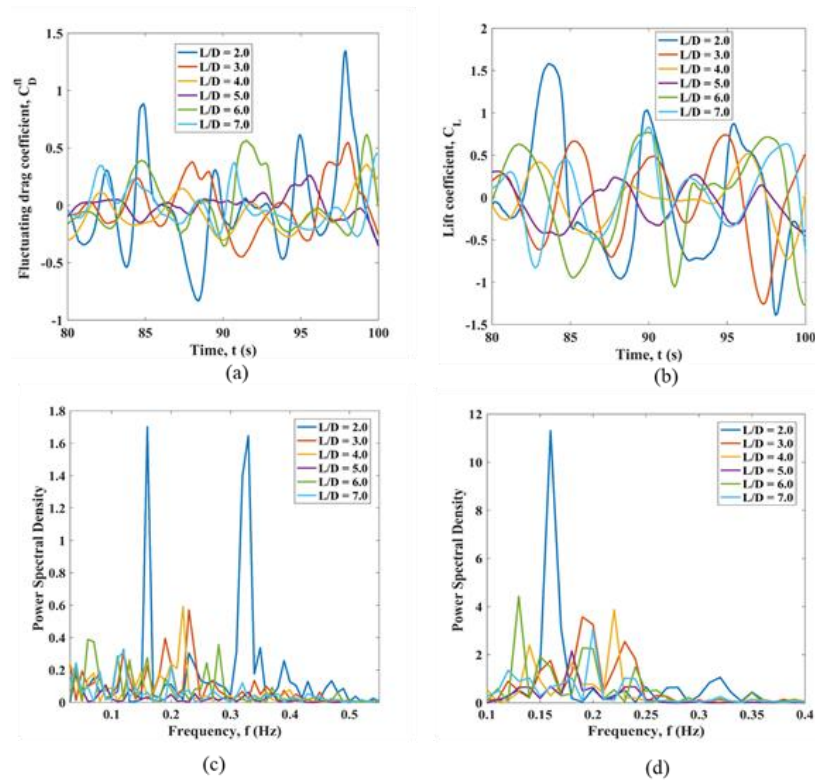 Fluctuating drag coefficient, C_D^fl
1.5
1
0.5
0
-0.5
-1
L/D = 2.0
L/D = 3.0
L/D = 4.0
L/D = 5.0
L/D = 6.0
L/D = 7.0
80 85 90 95 100
Time, t (s)
(a)
Lift coefficient, C_L
2
1.5
1
0.5
0
-0.5
-1
-1.5
L/D = 2.0
L/D = 3.0
L/D = 4.0
L/D = 5.0
L/D = 6.0
L/D = 7.0
80 85 90 95 100
Time, t (s)
(b)
Power Spectral Density
1.8
1.6
1.4
1.2
1
0.8
0.6
0.4
0.2
0
L/D = 2.0
L/D = 3.0
L/D = 4.0
L/D = 5.0
L/D = 6.0
L/D = 7.0
0.1 0.2 0.3 0.4 0.5
Frequency, f (Hz)
(c)
Power Spectral Density
12
10
8
6
4
2
0
L/D = 2.0
L/D = 3.0
L/D = 4.0
L/D = 5.0
L/D = 6.0
L/D = 7.0
0.1 0.15 0.2 0.25 0.3 0.35 0.4
Frequency, f (Hz)
(d)